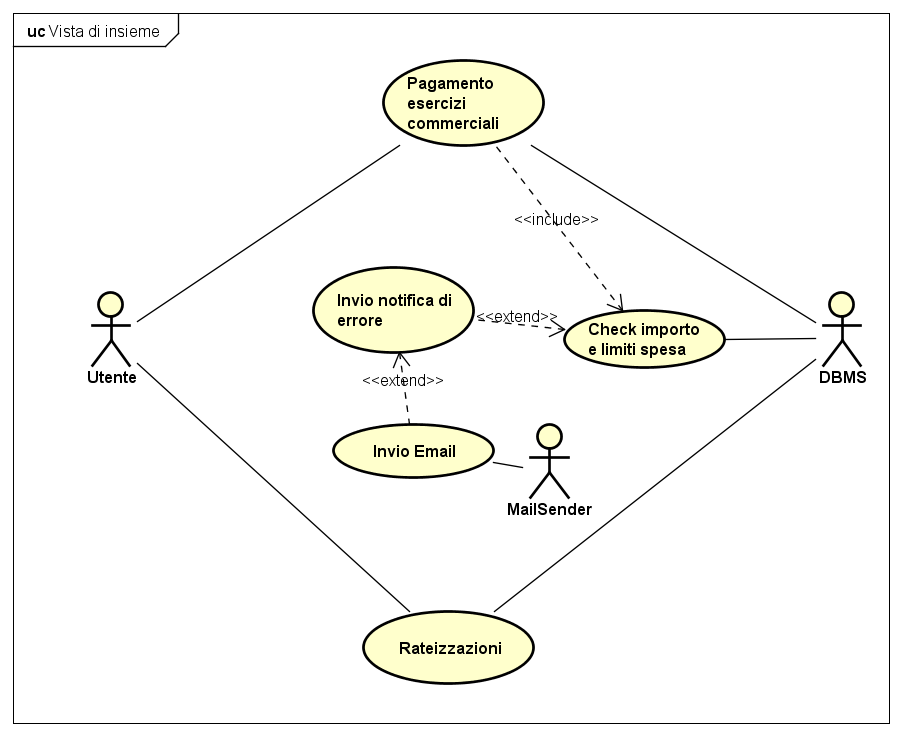 uc Vista di insieme
Pagamento
esercizi
commerciali
<<include>>
Invio notifica di
errore
<<extend>>
Check importo
e limiti spesa
Utente
DBMS
<<extend>>
Invio Email
MailSender
Rateizzazioni